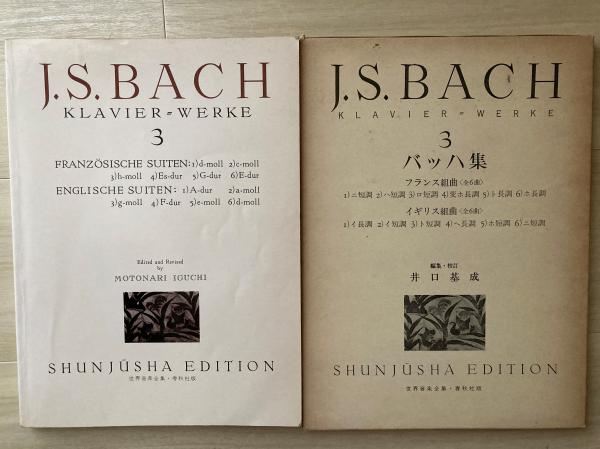 J.S.BACH
KLAVIER-WERKE
3
FRANZÖSISCHE SUITEN: 1)d-moll 2)c-moll
3)h-moll 4)Es-dur 5)G-dur 6)E-dur
ENGLISCHE SUITEN: 1)A-dur 2)a-moll
3)g-moll 4)F-dur 5)e-moll 6)d-moll
Edited and Revised
by
MOTONARI IGUCHI
SHUNJŪSHA EDITION
世界音楽全集・春秋社版
J.S.BACH
KLAVIER-WERKE
3
バッハ集
フランス組曲〈全6曲〉
1)ニ短調 2)ハ短調 3)ロ短調 4)変ホ長調 5)ト長調 6)ホ長調
イギリス組曲〈全6曲〉
1)イ長調 2)イ短調 3)ト短調 4)ヘ長調 5)ホ短調 6)ニ短調
編集・校訂
井口基成
SHUNJŪSHA EDITION
世界音楽全集・春秋社版